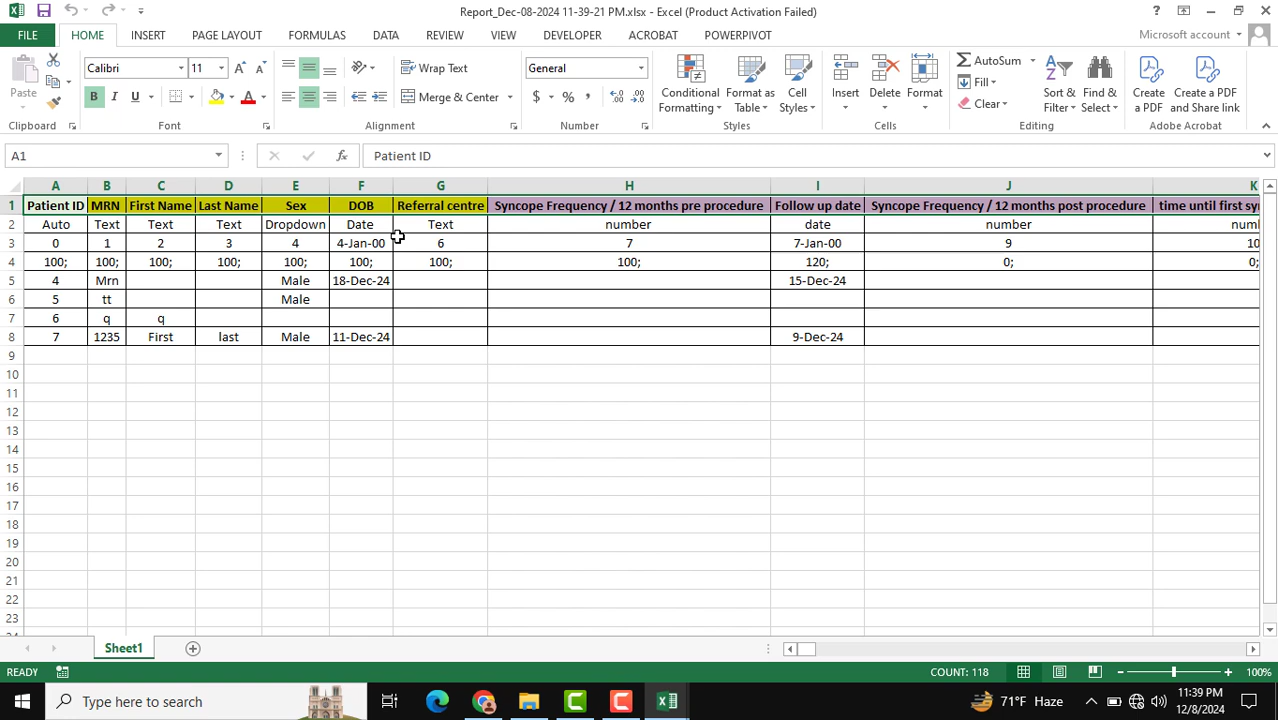 Report_Dec-08-2024 11-39-21 PM.xlsx - Excel (Product Activation Failed)
FILE HOME INSERT PAGE LAYOUT FORMULAS DATA REVIEW VIEW DEVELOPER ACROBAT POWERPIVOT Microsoft account
Calibri 11 Wrap Text General AutoSum
Paste Merge & Center Conditional Formatting Format as Table Cell Styles Insert Delete Format Fill Clear Sort & Filter Find & Select Create a PDF Create a PDF and Share link
Clipboard Font Alignment Number Styles Cells Editing Adobe Acrobat
A1 Patient ID
A B C D E F G H I J K
1 Patient ID MRN First Name Last Name Sex DOB Referral centre Syncope Frequency / 12 months pre procedure Follow up date Syncope Frequency / 12 months post procedure time until first sy
2 Auto Text Text Text Dropdown Date Text number date number num
3 0 1 2 3 4 4-Jan-00 6 7 7-Jan-00 9 10
4 100; 100; 100; 100; 100; 100; 100; 100; 120; 0; 0;
5 4 Mrn Male 18-Dec-24 15-Dec-24
6 5 tt Male
7 6 q q
8 7 1235 First last Male 11-Dec-24 9-Dec-24
9
10
11
12
13
14
15
16
17
18
19
20
21
22
23
Sheet1
READY COUNT: 118 100%
Type here to search 71°F Haze 11:39 PM
12/8/2024